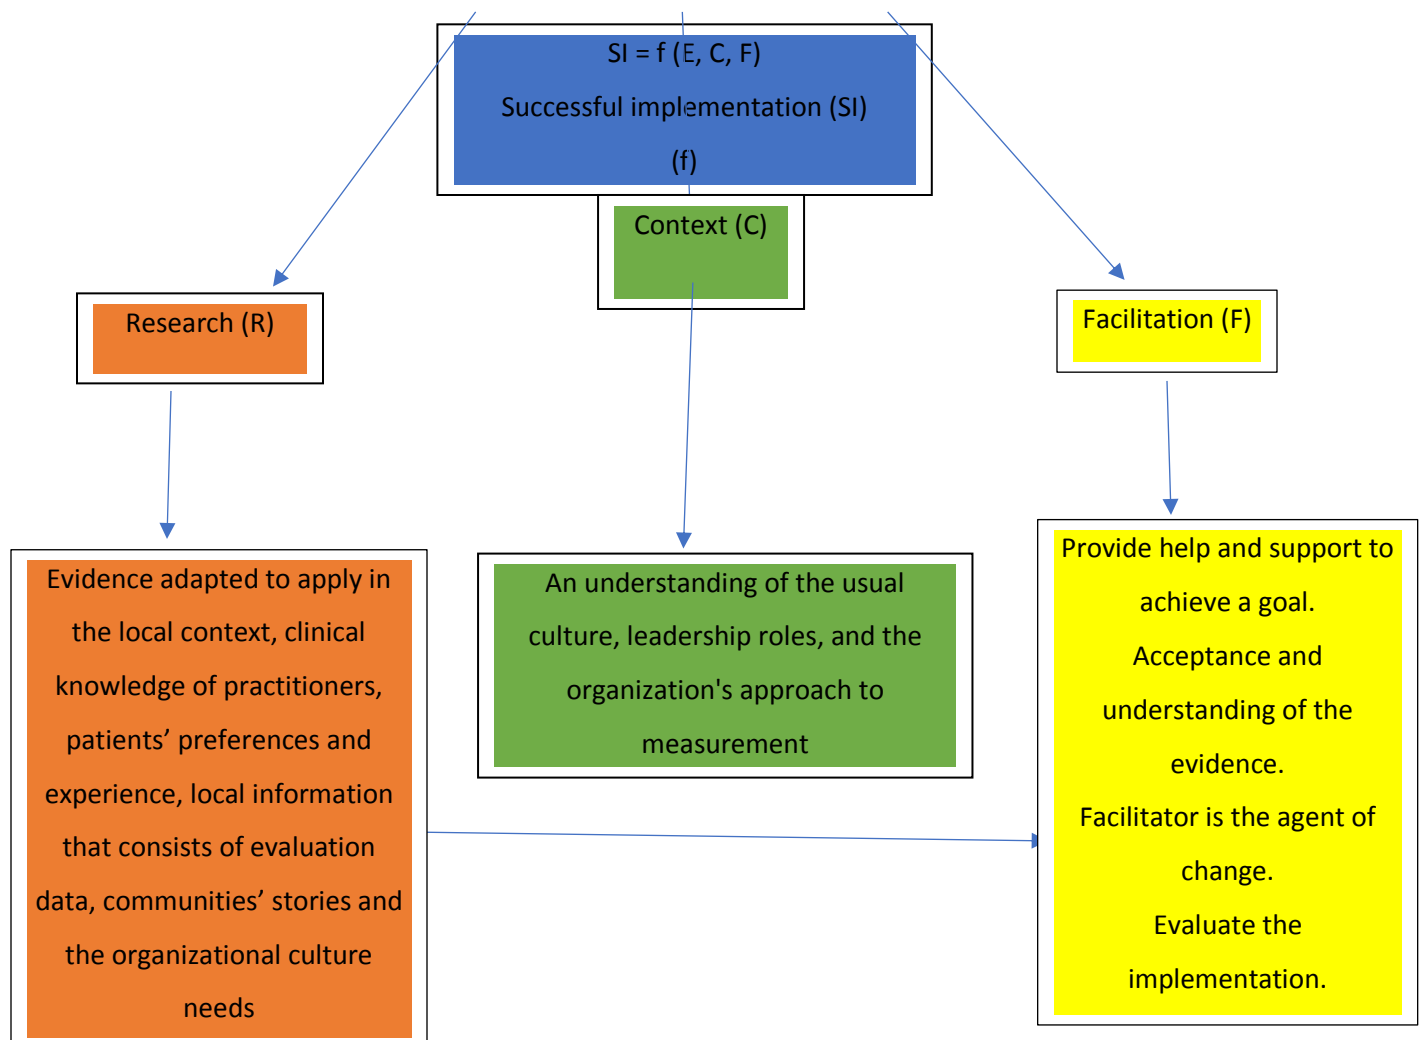 SI = f (E, C, F)
Successful implementation (SI)
(f)
Context (C)
Research (R)
Facilitation (F)
Evidence adapted to apply in
the local context, clinical
knowledge of practitioners,
patients’ preferences and
experience, local information
that consists of evaluation
data, communities’ stories and
the organizational culture
needs
An understanding of the usual
culture, leadership roles, and the
organization's approach to
measurement
Provide help and support to
achieve a goal.
Acceptance and
understanding of the
evidence.
Facilitator is the agent of
change.
Evaluate the
implementation.